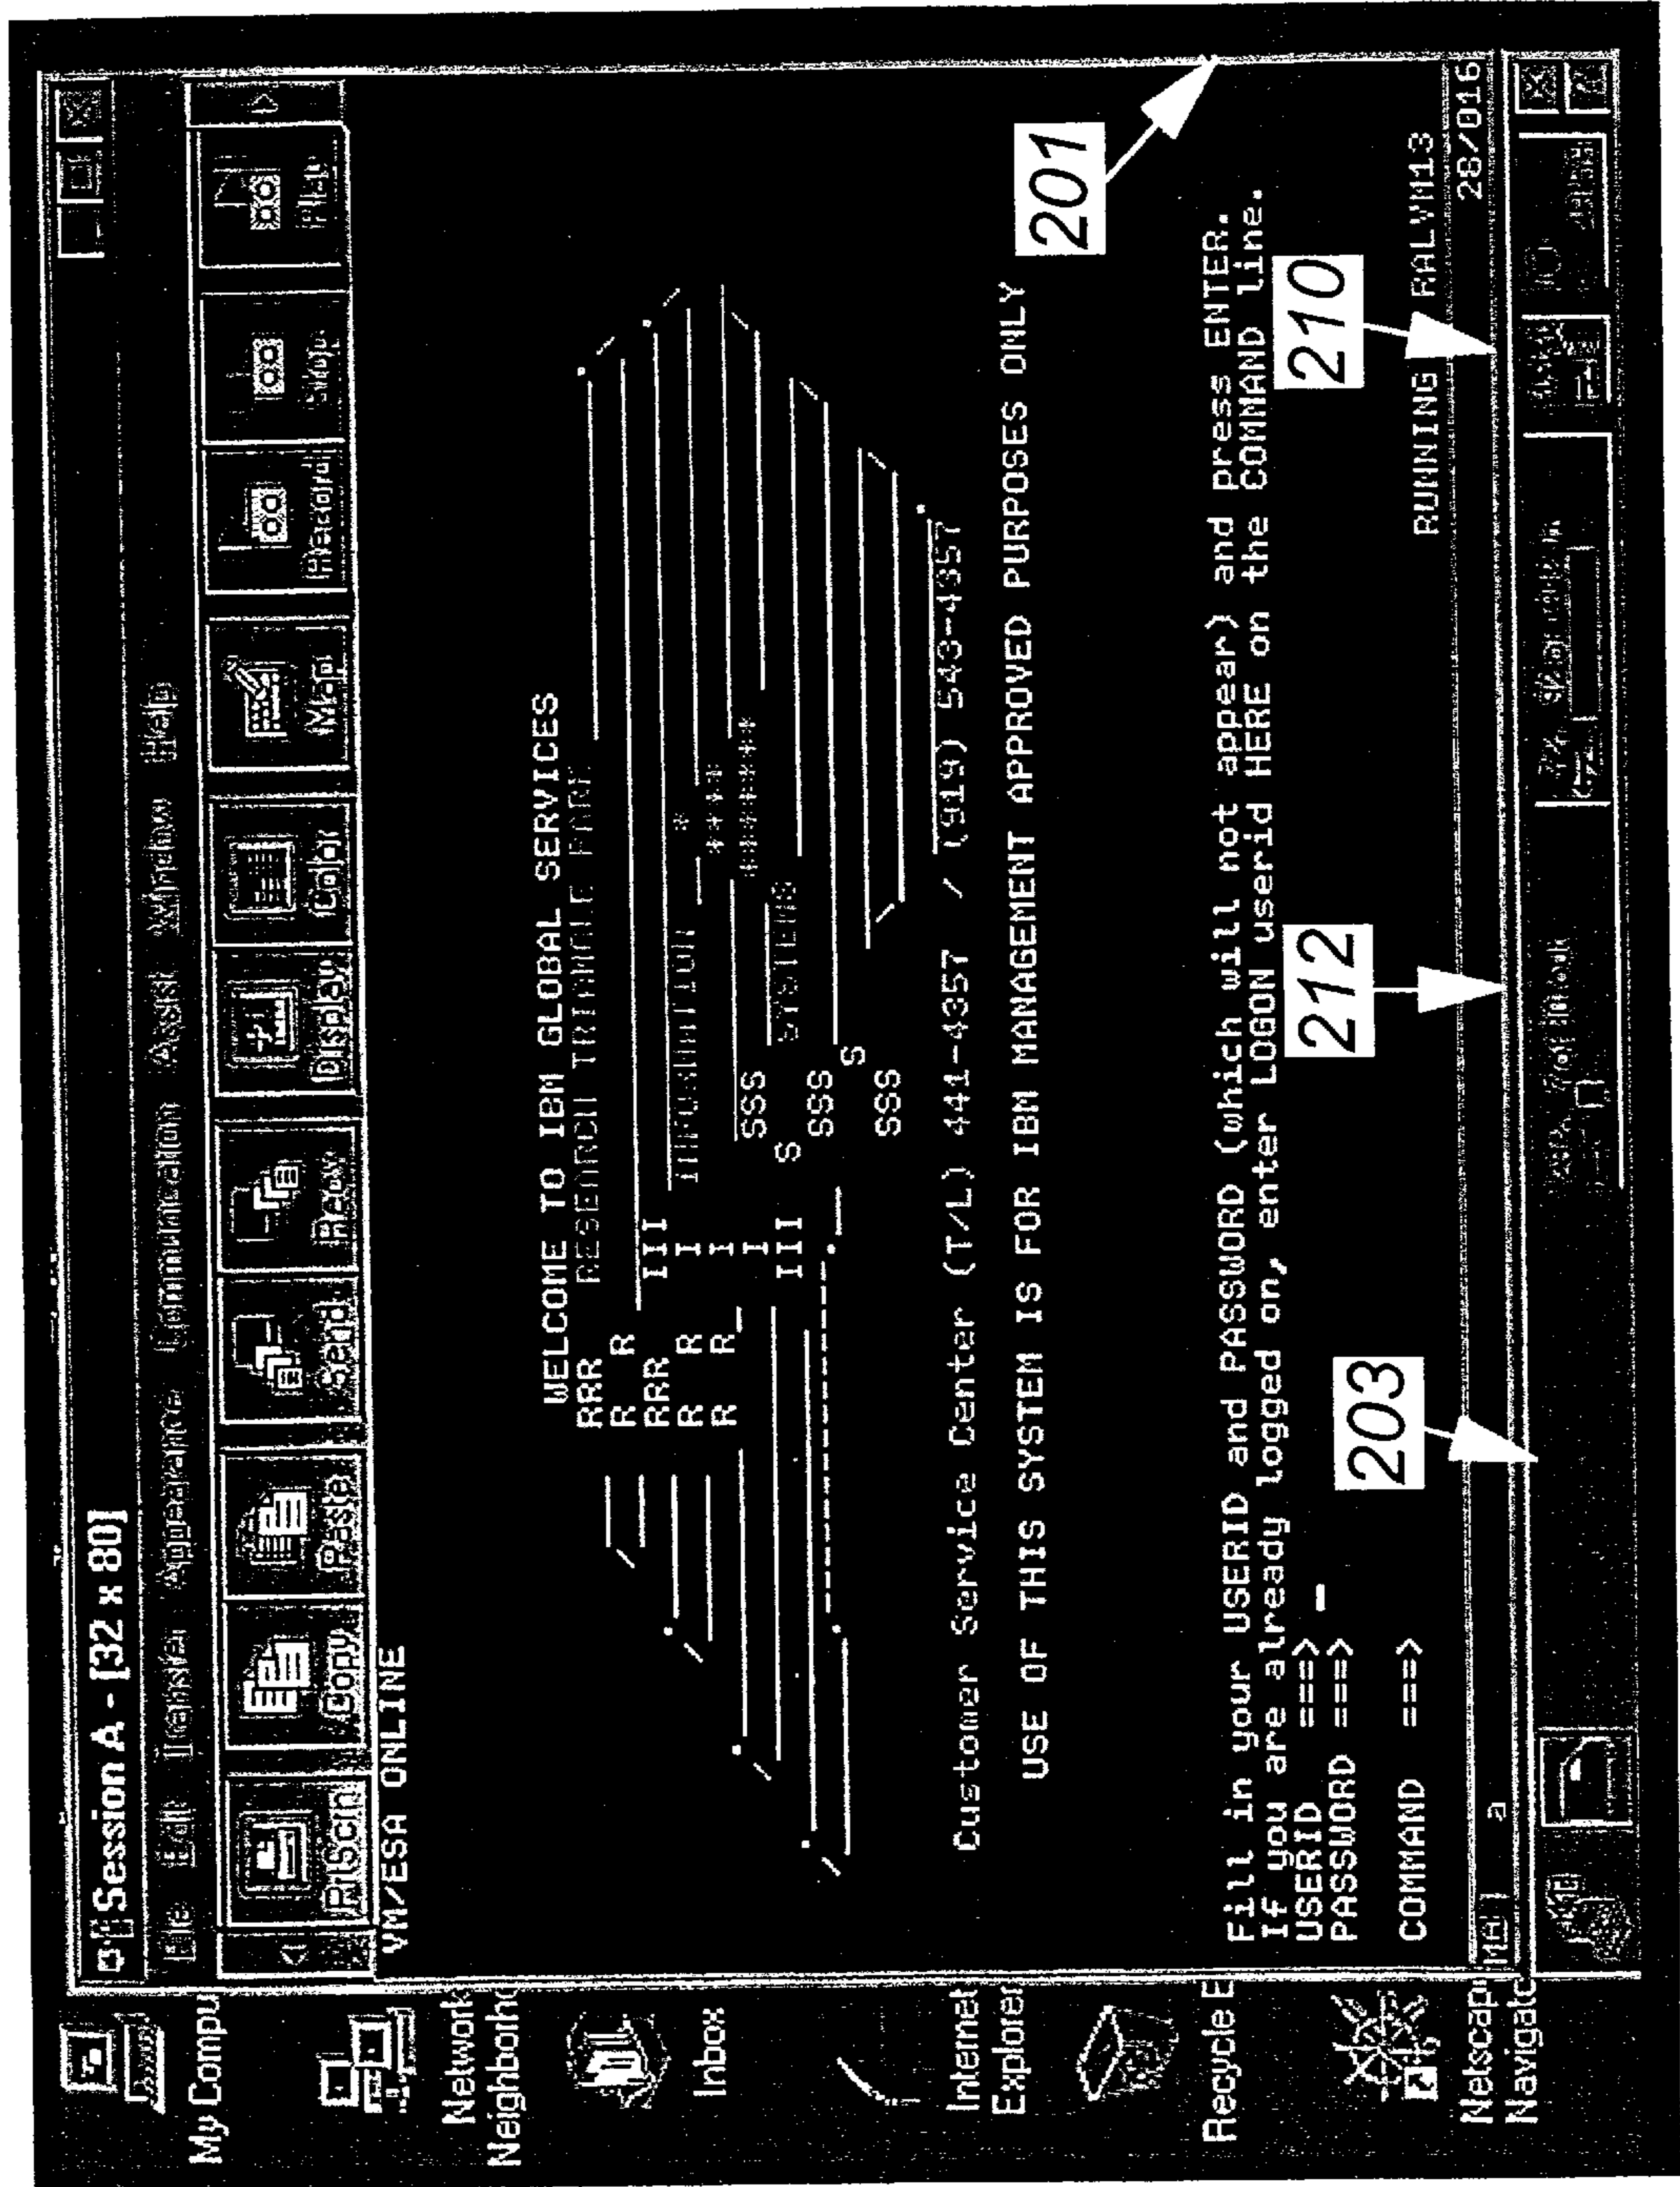 Session A - [32 x 80]
File Edit Transfer Appearance Communication Assist Window Help
PrtScrn Copy Paste Send Recv Display Color Map Record Stop Play
VM/ESA ONLINE
WELCOME TO IBM GLOBAL SERVICES
RRR RESEARCH TRIANGLE PARK
R R
RRR III
R R I INFORMATION *
R R I *****
I SSS *******
III S SYSTEMS
SSS
S
SSS
Customer Service Center (T/L) 441-4357 / (919) 543-4357
USE OF THIS SYSTEM IS FOR IBM MANAGEMENT APPROVED PURPOSES ONLY
Fill in your USERID and PASSWORD (which will not appear) and press ENTER.
If you are already logged on, enter LOGON userid HERE on the COMMAND line.
USERID ===>
PASSWORD ===>
COMMAND ===>
RUNNING RALVM13
MA a 28/016
My Compu
Network
Neighborho
Inbox
Internet
Explorer
Recycle B
Netscape
Navigato
201
203
210
212